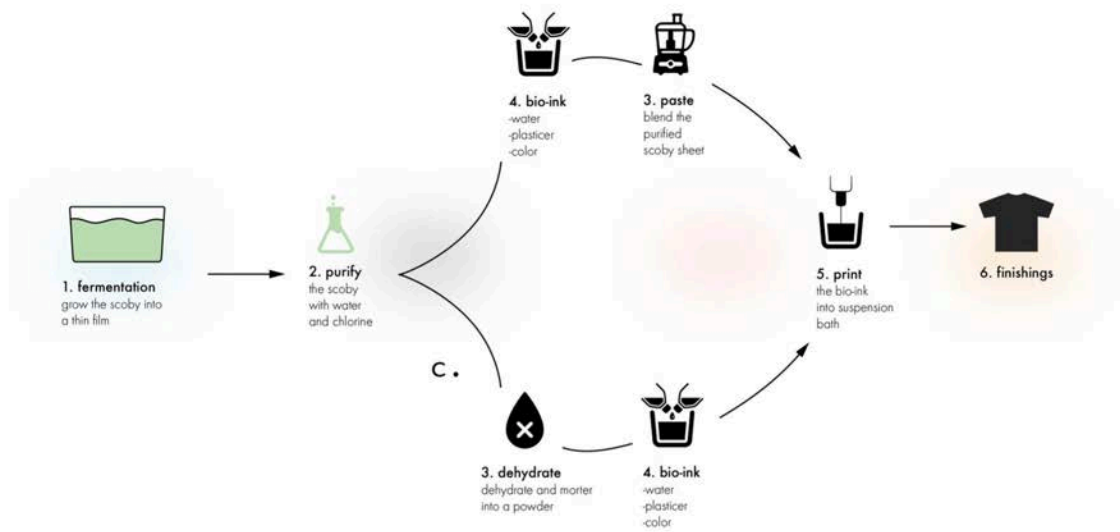 4. bio-ink
-water
-plasticer
-color
3. paste
blend the
purified
scoby sheet
1. fermentation
grow the scoby into
a thin film
2. purify
the scoby
with water
and chlorine
5. print
the bio-ink
into suspension
bath
6. finishings
c.
3. dehydrate
dehydrate and morter
into a powder
4. bio-ink
-water
-plasticer
-color